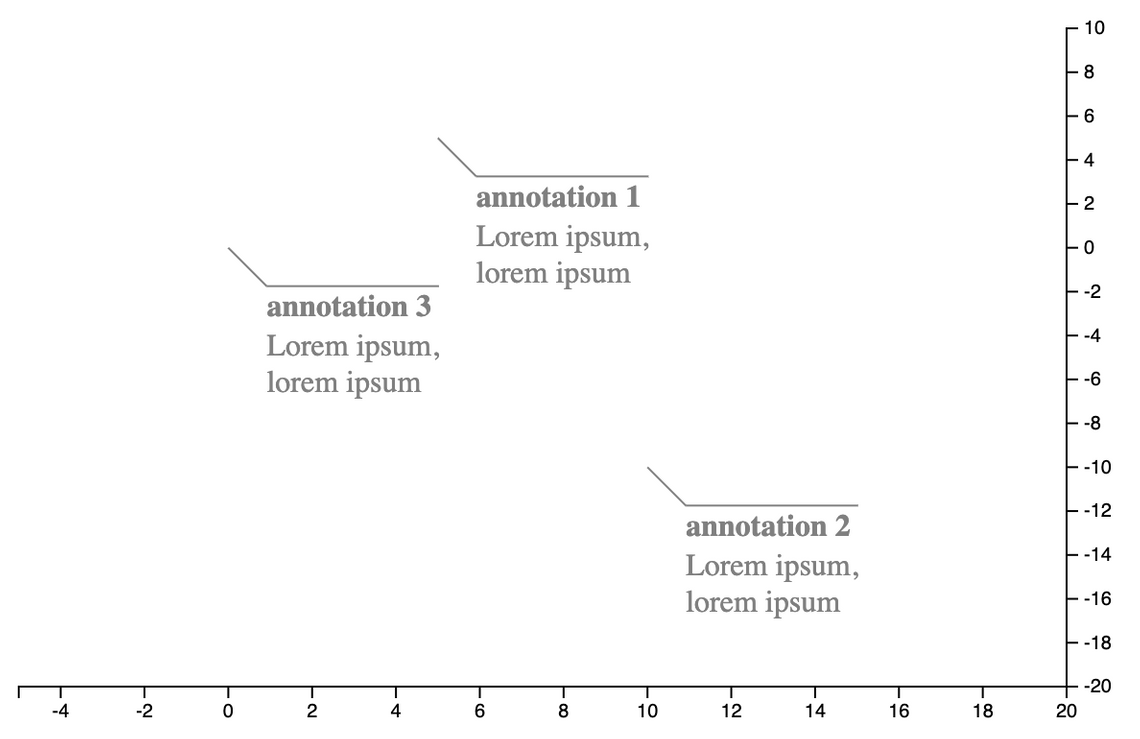 annotation 1
Lorem ipsum,
lorem ipsum
annotation 3
Lorem ipsum,
lorem ipsum
annotation 2
Lorem ipsum,
lorem ipsum
10
8
6
4
2
0
-2
-4
-6
-8
-10
-12
-14
-16
-18
-20
-4 -2 0 2 4 6 8 10 12 14 16 18 20